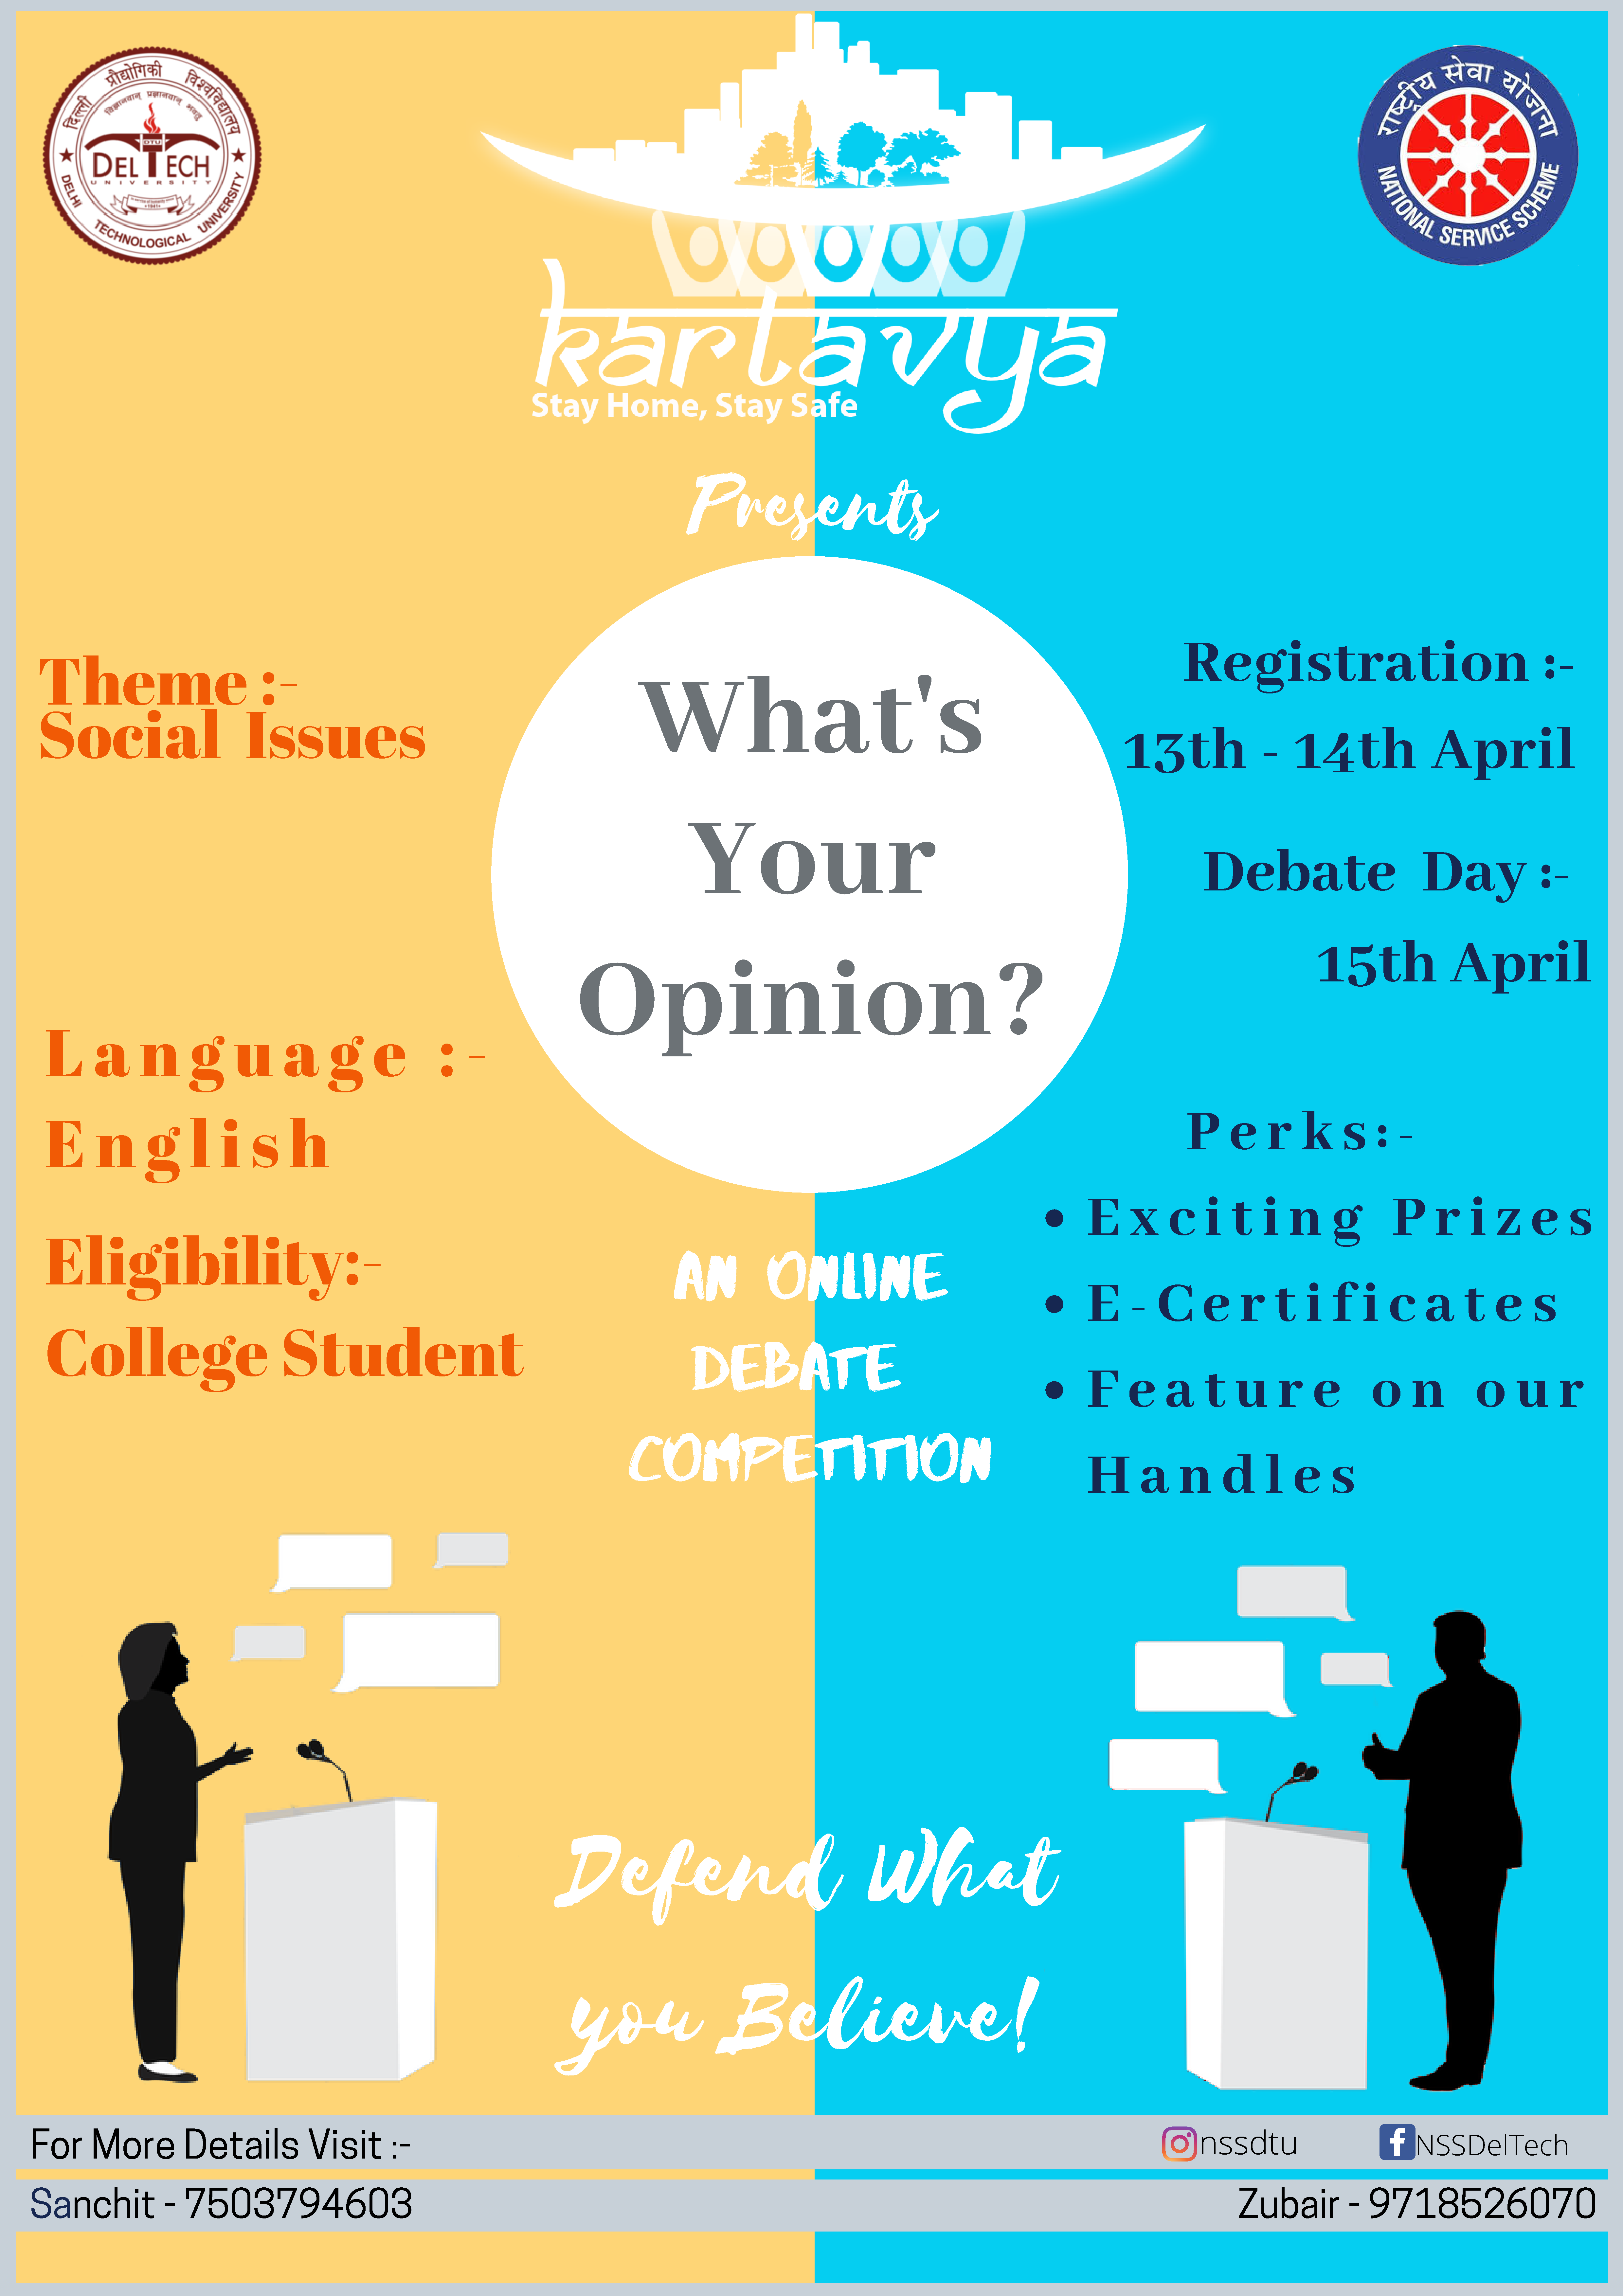 दिल्ली प्रौद्योगिकी विश्वविद्यालय
DELTECH
DTU
UNIVERSITY
DELHI TECHNOLOGICAL UNIVERSITY
राष्ट्रीय सेवा योजना
NATIONAL SERVICE SCHEME
kartavya
Stay Home, Stay Safe
Presents
What's
Your
Opinion?
Theme :-
Social Issues
Language :-
English
Eligibility:-
College Student
Registration :-
13th - 14th April
Debate Day :-
15th April
Perks:-
• Exciting Prizes
• E-Certificates
• Feature on our
Handles
AN ONLINE
DEBATE
COMPETITION
Defend What
you Believe!
For More Details Visit :-
nssdtu
NSSDelTech
Sanchit - 7503794603
Zubair - 9718526070